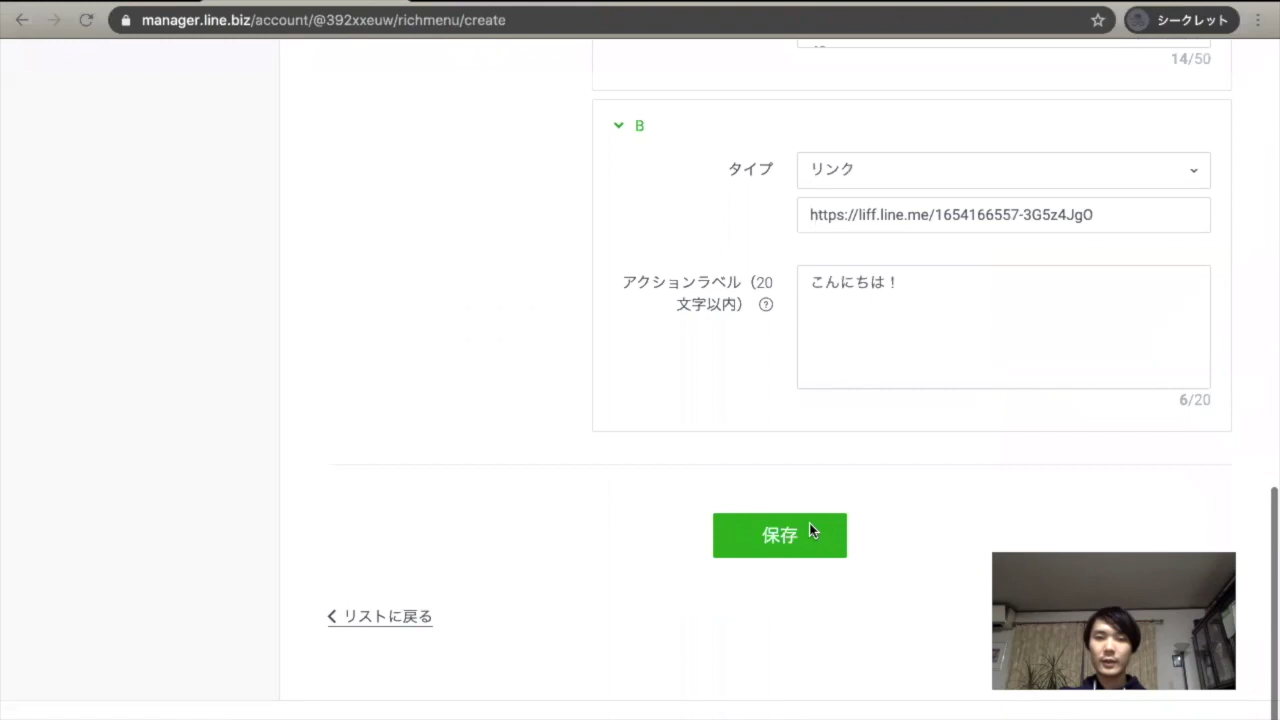 manager.line.biz/account/@392xxeuw/richmenu/create
シークレット
14/50
B
タイプ
リンク
https://liff.line.me/1654166557-3G5z4JgO
アクションラベル（20
文字以内）
こんにちは！
6/20
保存
リストに戻る